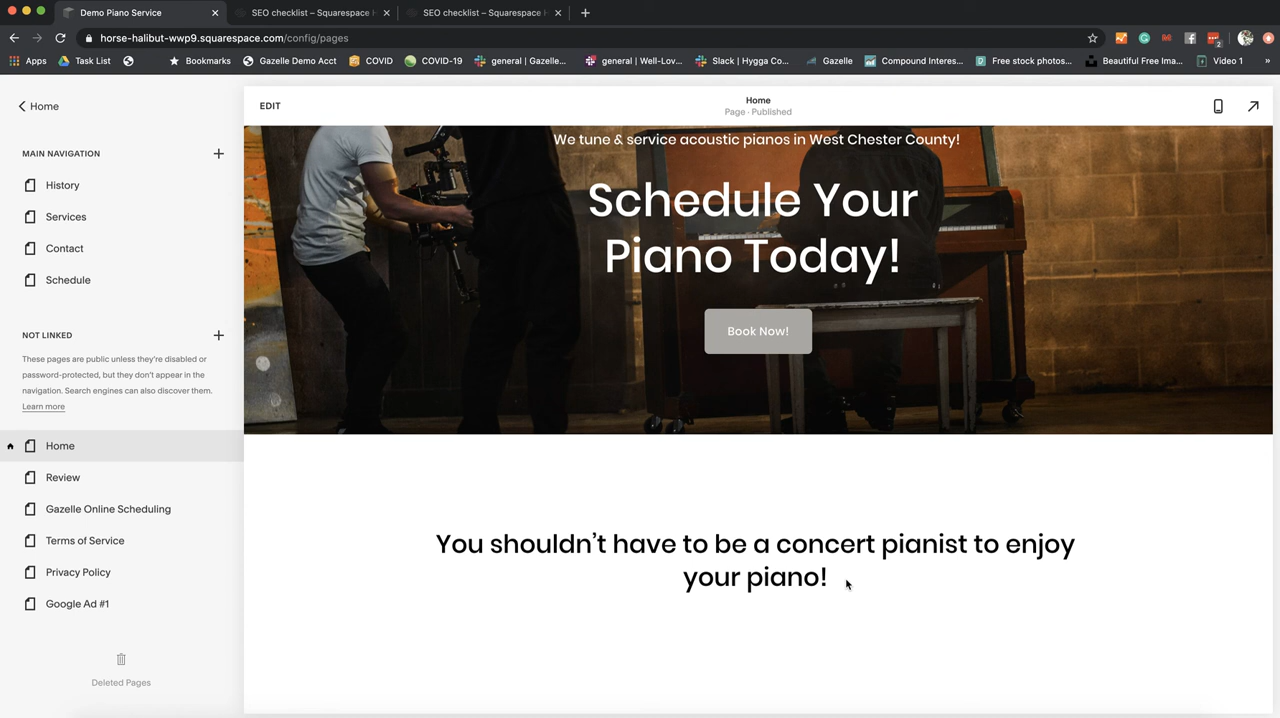 Demo Piano Service
SEO checklist – Squarespace H
SEO checklist – Squarespace H
horse-halibut-wwp9.squarespace.com/config/pages
Apps
Task List
Bookmarks
Gazelle Demo Acct
COVID
COVID-19
general | Gazelle...
general | Well-Lov...
Slack | Hygga Co...
Gazelle
Compound Interes...
Free stock photos...
Beautiful Free Ima...
Video 1
»
Home
EDIT
Home
Page · Published
MAIN NAVIGATION
History
Services
Contact
Schedule
NOT LINKED
These pages are public unless they're disabled or
password-protected, but they don't appear in the
navigation. Search engines can also discover them.
Learn more
Home
Review
Gazelle Online Scheduling
Terms of Service
Privacy Policy
Google Ad #1
Deleted Pages
We tune & service acoustic pianos in West Chester County!
Schedule Your
Piano Today!
Book Now!
You shouldn't have to be a concert pianist to enjoy
your piano!